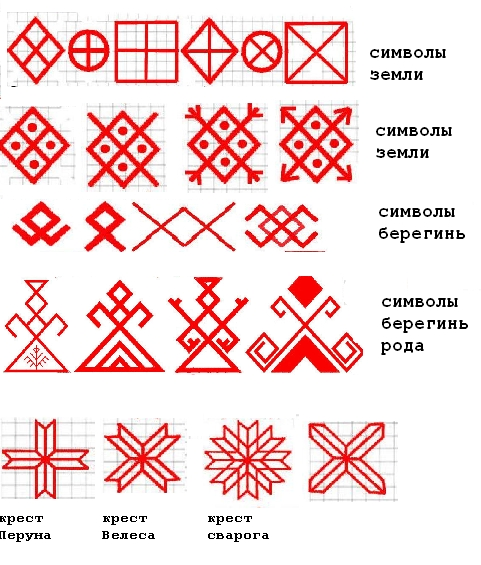 символы
земли
символы
земли
символы
берегинь
символы
берегинь
рода
крест
Перуна
крест
Велеса
крест
сварога